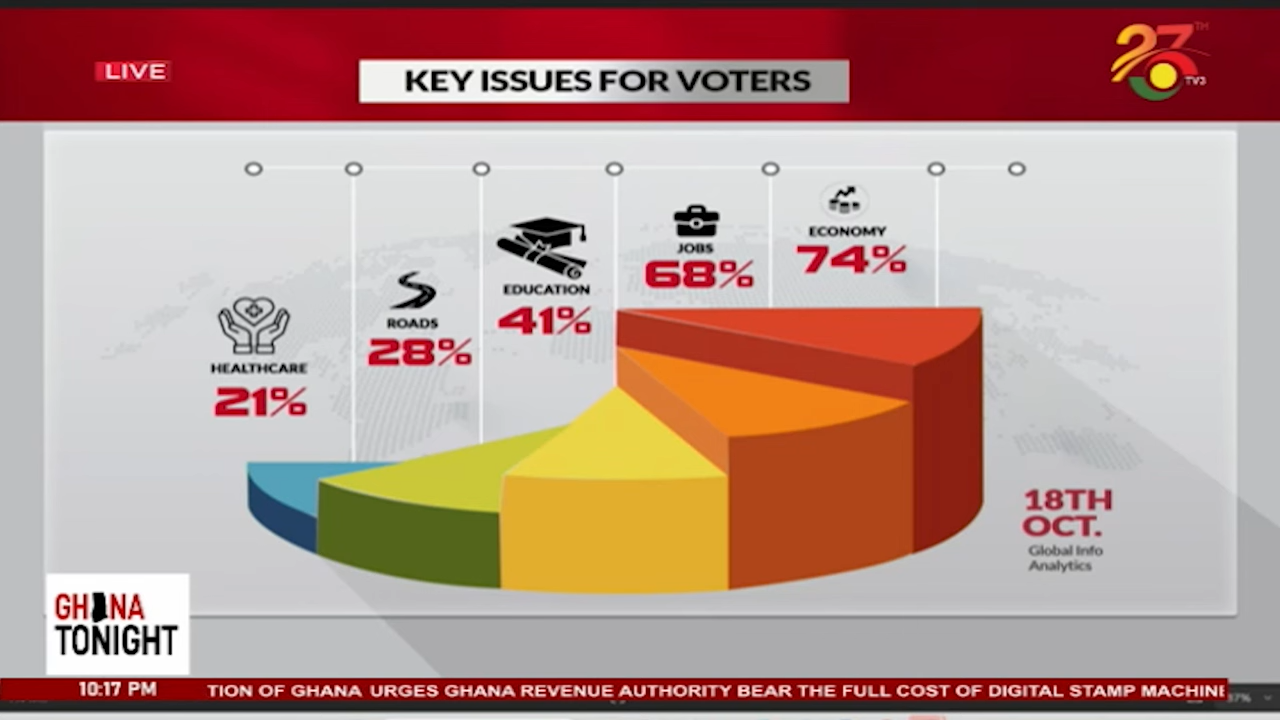 LIVE
KEY ISSUES FOR VOTERS
27TH
TV3
ECONOMY
74%
JOBS
68%
EDUCATION
41%
ROADS
28%
HEALTHCARE
21%
18TH
OCT.
Global Info
Analytics
GHANA
TONIGHT
10:17 PM TION OF GHANA URGES GHANA REVENUE AUTHORITY BEAR THE FULL COST OF DIGITAL STAMP MACHINE